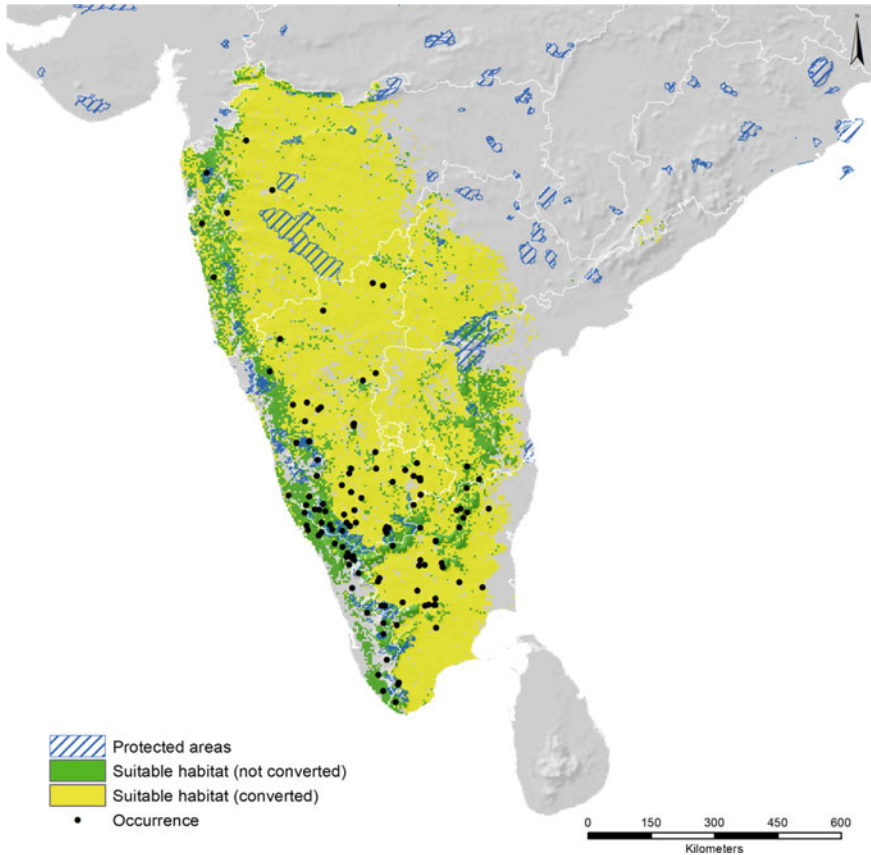 N
Protected areas
Suitable habitat (not converted)
Suitable habitat (converted)
Occurrence
0 150 300 450 600
Kilometers